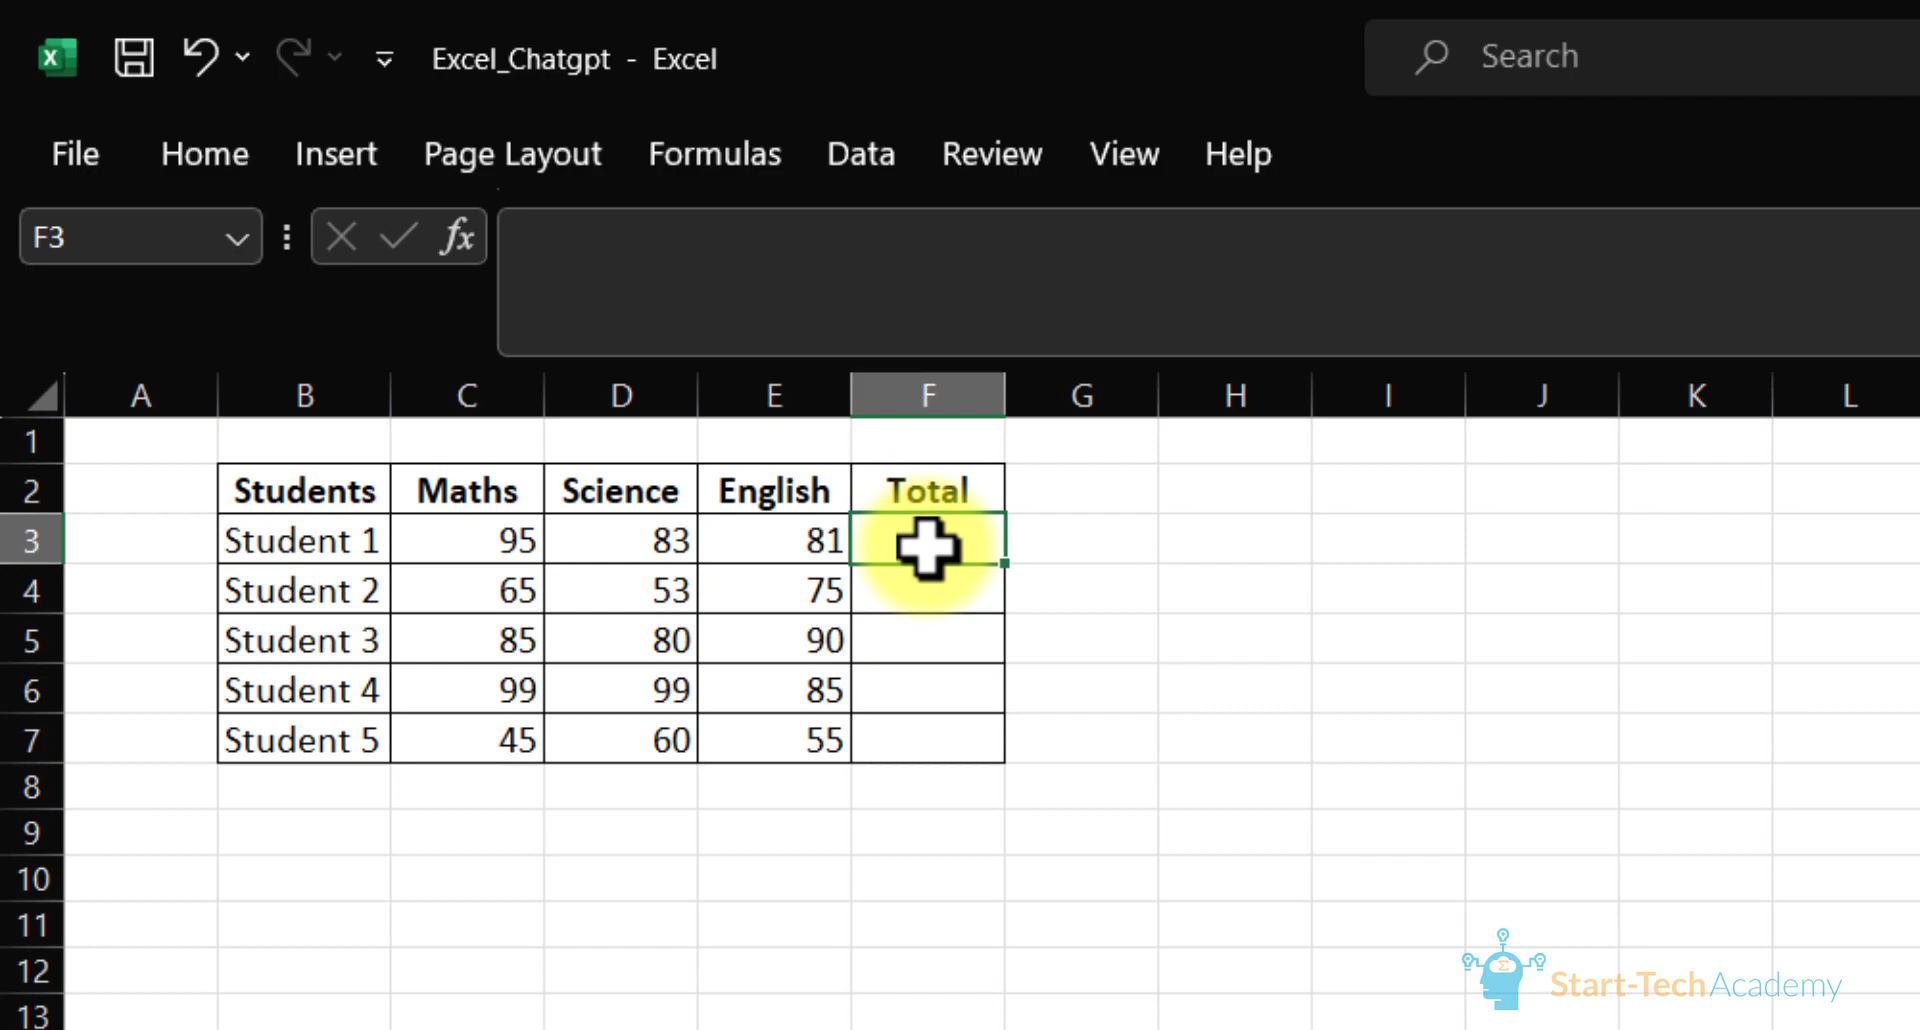 Excel_Chatgpt - Excel
Search
File Home Insert Page Layout Formulas Data Review View Help
F3 fx
A B C D E F G H I J K L
1
2 Students Maths Science English Total
3 Student 1 95 83 81
4 Student 2 65 53 75
5 Student 3 85 80 90
6 Student 4 99 99 85
7 Student 5 45 60 55
8
9
10
11
12
13
Start-Tech Academy